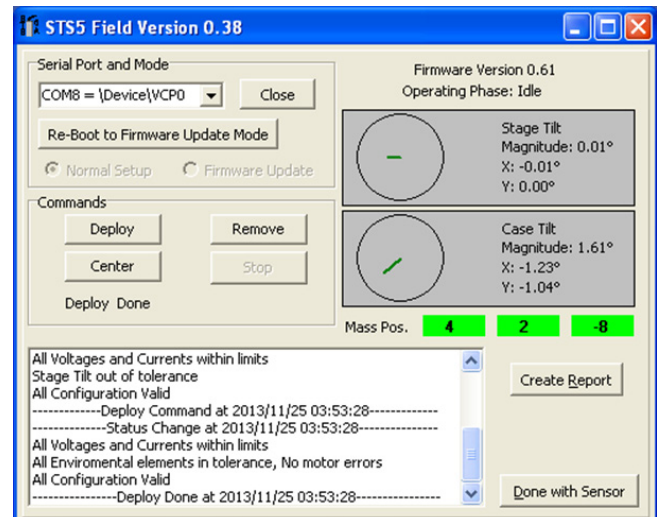 STS5 Field Version 0.38
Serial Port and Mode
COM8 = \Device\VCP0
Close
Re-Boot to Firmware Update Mode
Normal Setup
Firmware Update
Firmware Version 0.61
Operating Phase: Idle
Stage Tilt
Magnitude: 0.01°
X: -0.01°
Y: 0.00°
Commands
Deploy
Remove
Center
Stop
Deploy Done
Case Tilt
Magnitude: 1.61°
X: -1.23°
Y: -1.04°
Mass Pos. 4 2 -8
All Voltages and Currents within limits
Stage Tilt out of tolerance
All Configuration Valid
--------------Deploy Command at 2013/11/25 03:53:28--------------
---------------Status Change at 2013/11/25 03:53:28----------------
All Voltages and Currents within limits
All Enviromental elements in tolerance, No motor errors
All Configuration Valid
------------------Deploy Done at 2013/11/25 03:53:28-----------------
Create Report
Done with Sensor